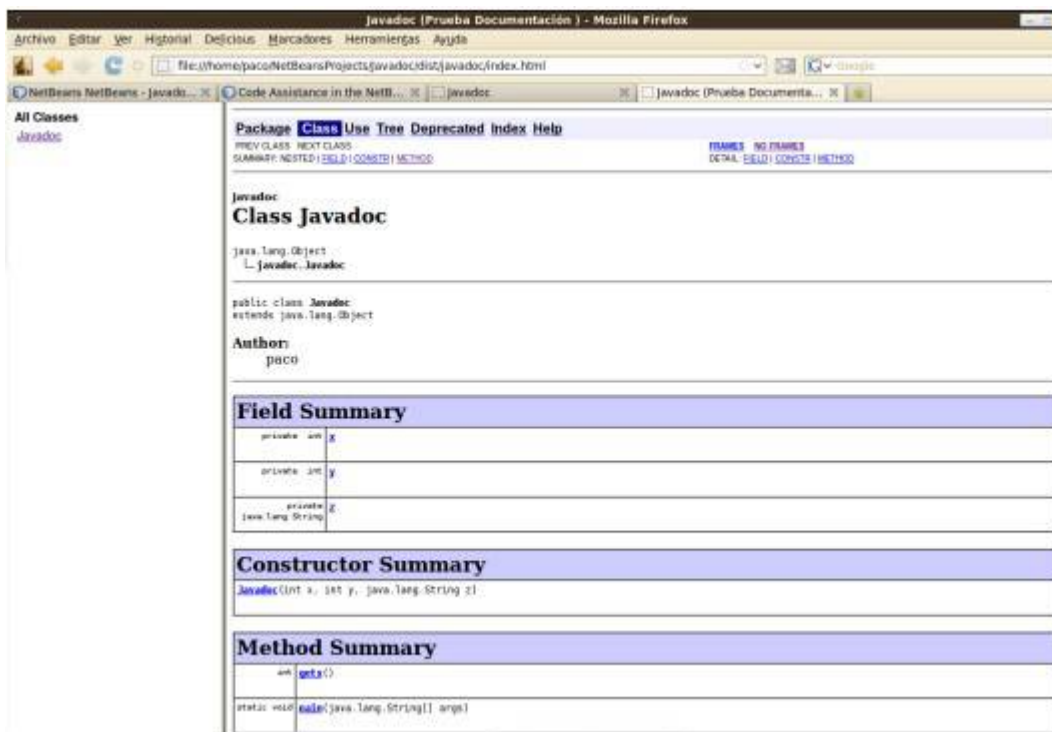 Javadoc (Prueba Documentación ) - Mozilla Firefox
Archivo Editar Ver Historial Delicious Marcadores Herramientas Ayuda
file:///home/paco/NetBeansProjects/javadoc/dist/javadoc/index.html
Google
NetBeans NetBeans - Javado... Code Assistance in the NetB... Javadoc Javadoc (Prueba Documenta...
All Classes
Javadoc
Package Class Use Tree Deprecated Index Help
PREV CLASS NEXT CLASS FRAMES NO FRAMES
SUMMARY: NESTED | FIELD | CONSTR | METHOD DETAIL: FIELD | CONSTR | METHOD
javadoc
Class Javadoc
java.lang.Object
javadoc.Javadoc
public class Javadoc
extends java.lang.Object
Author:
paco
Field Summary
private int x
private int y
private java.lang.String z
Constructor Summary
Javadoc(int x, int y, java.lang.String z)
Method Summary
int
static void main(java.lang.String[] args)